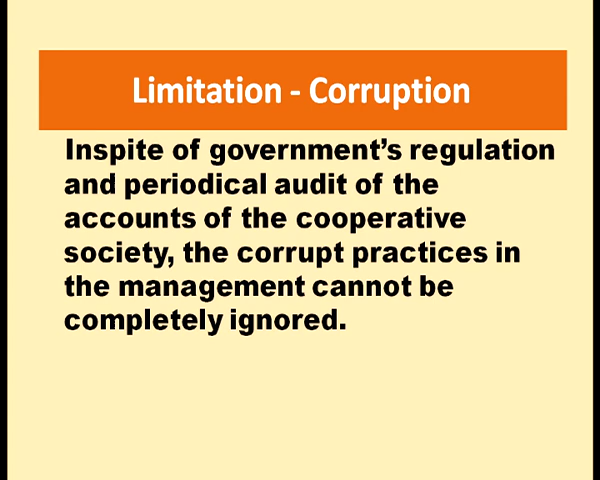 Limitation - Corruption
Inspite of government’s regulation
and periodical audit of the
accounts of the cooperative
society, the corrupt practices in
the management cannot be
completely ignored.